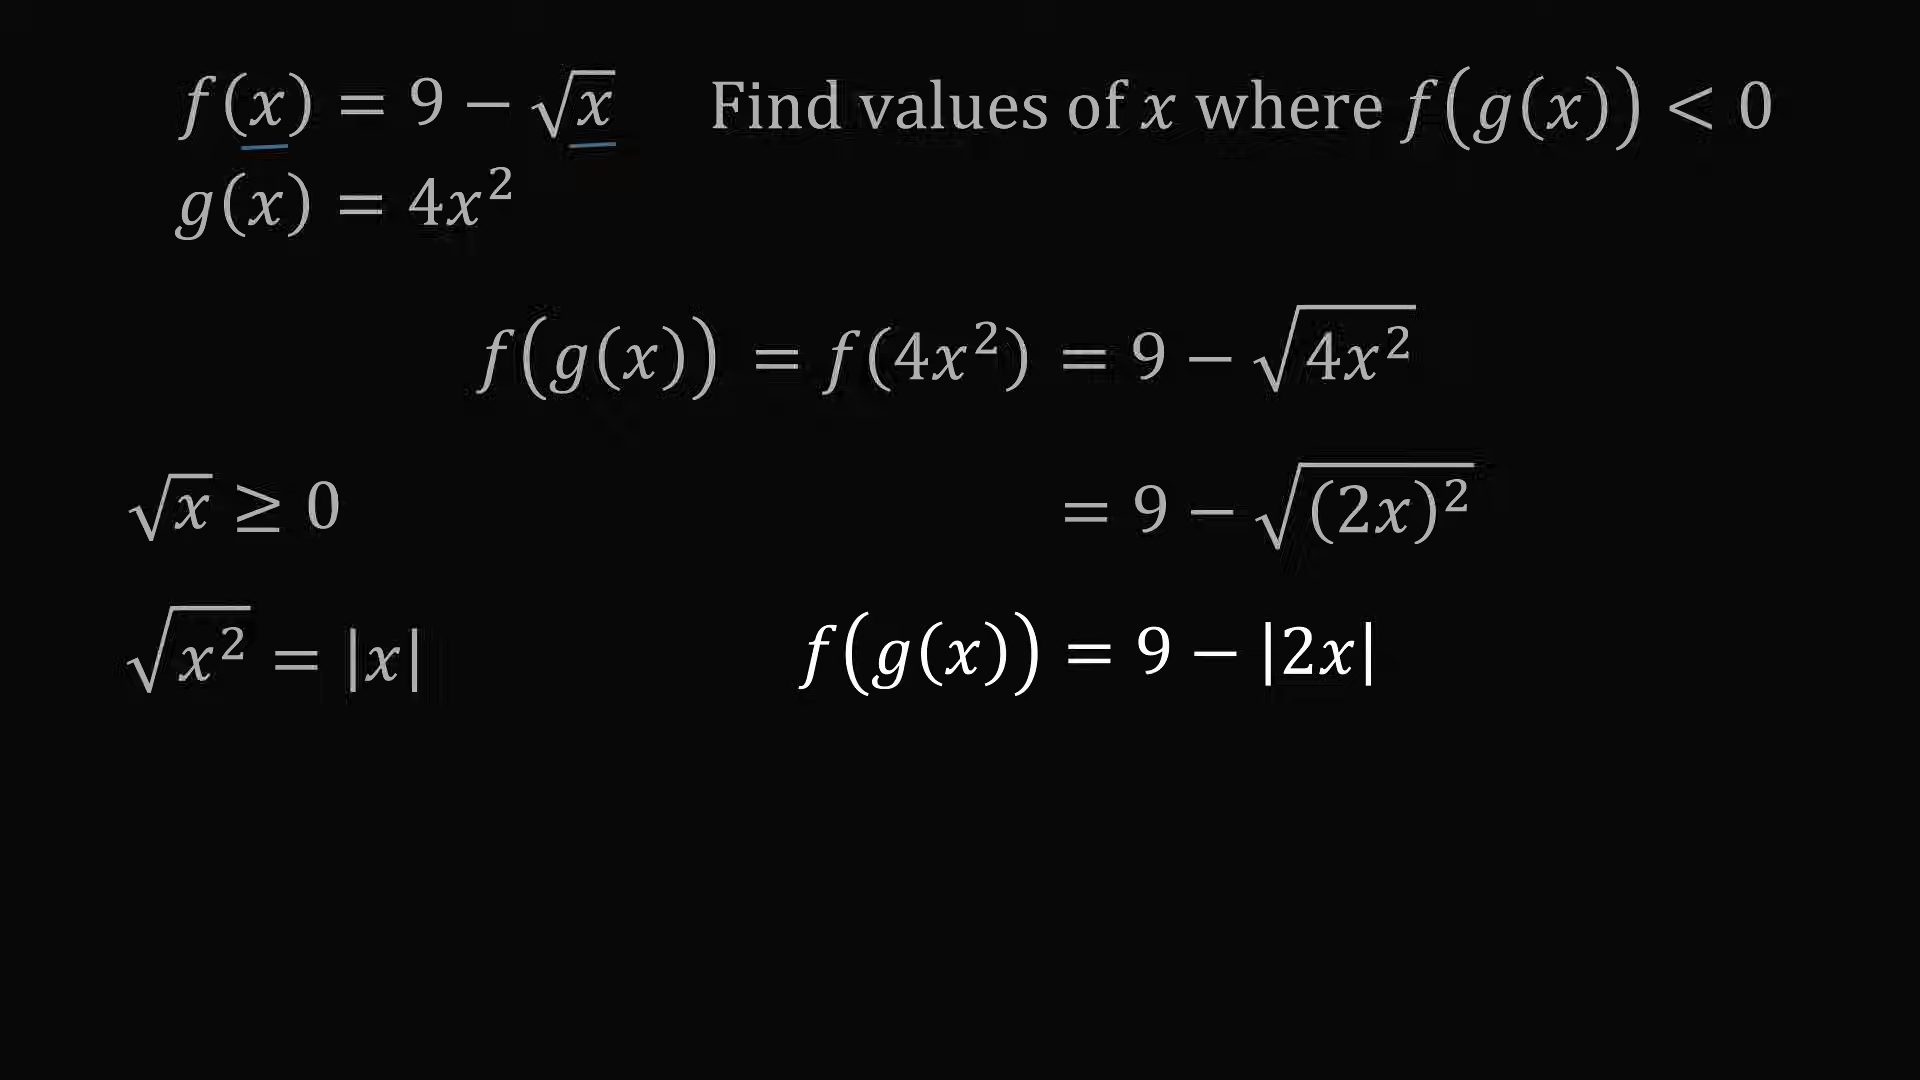 f(x) = 9 − √x Find values of x where f(g(x)) < 0
g(x) = 4x²
f(g(x)) = f(4x²) = 9 − √(4x²)
√x ≥ 0 = 9 − √((2x)²)
√(x²) = |x| f(g(x)) = 9 − |2x|